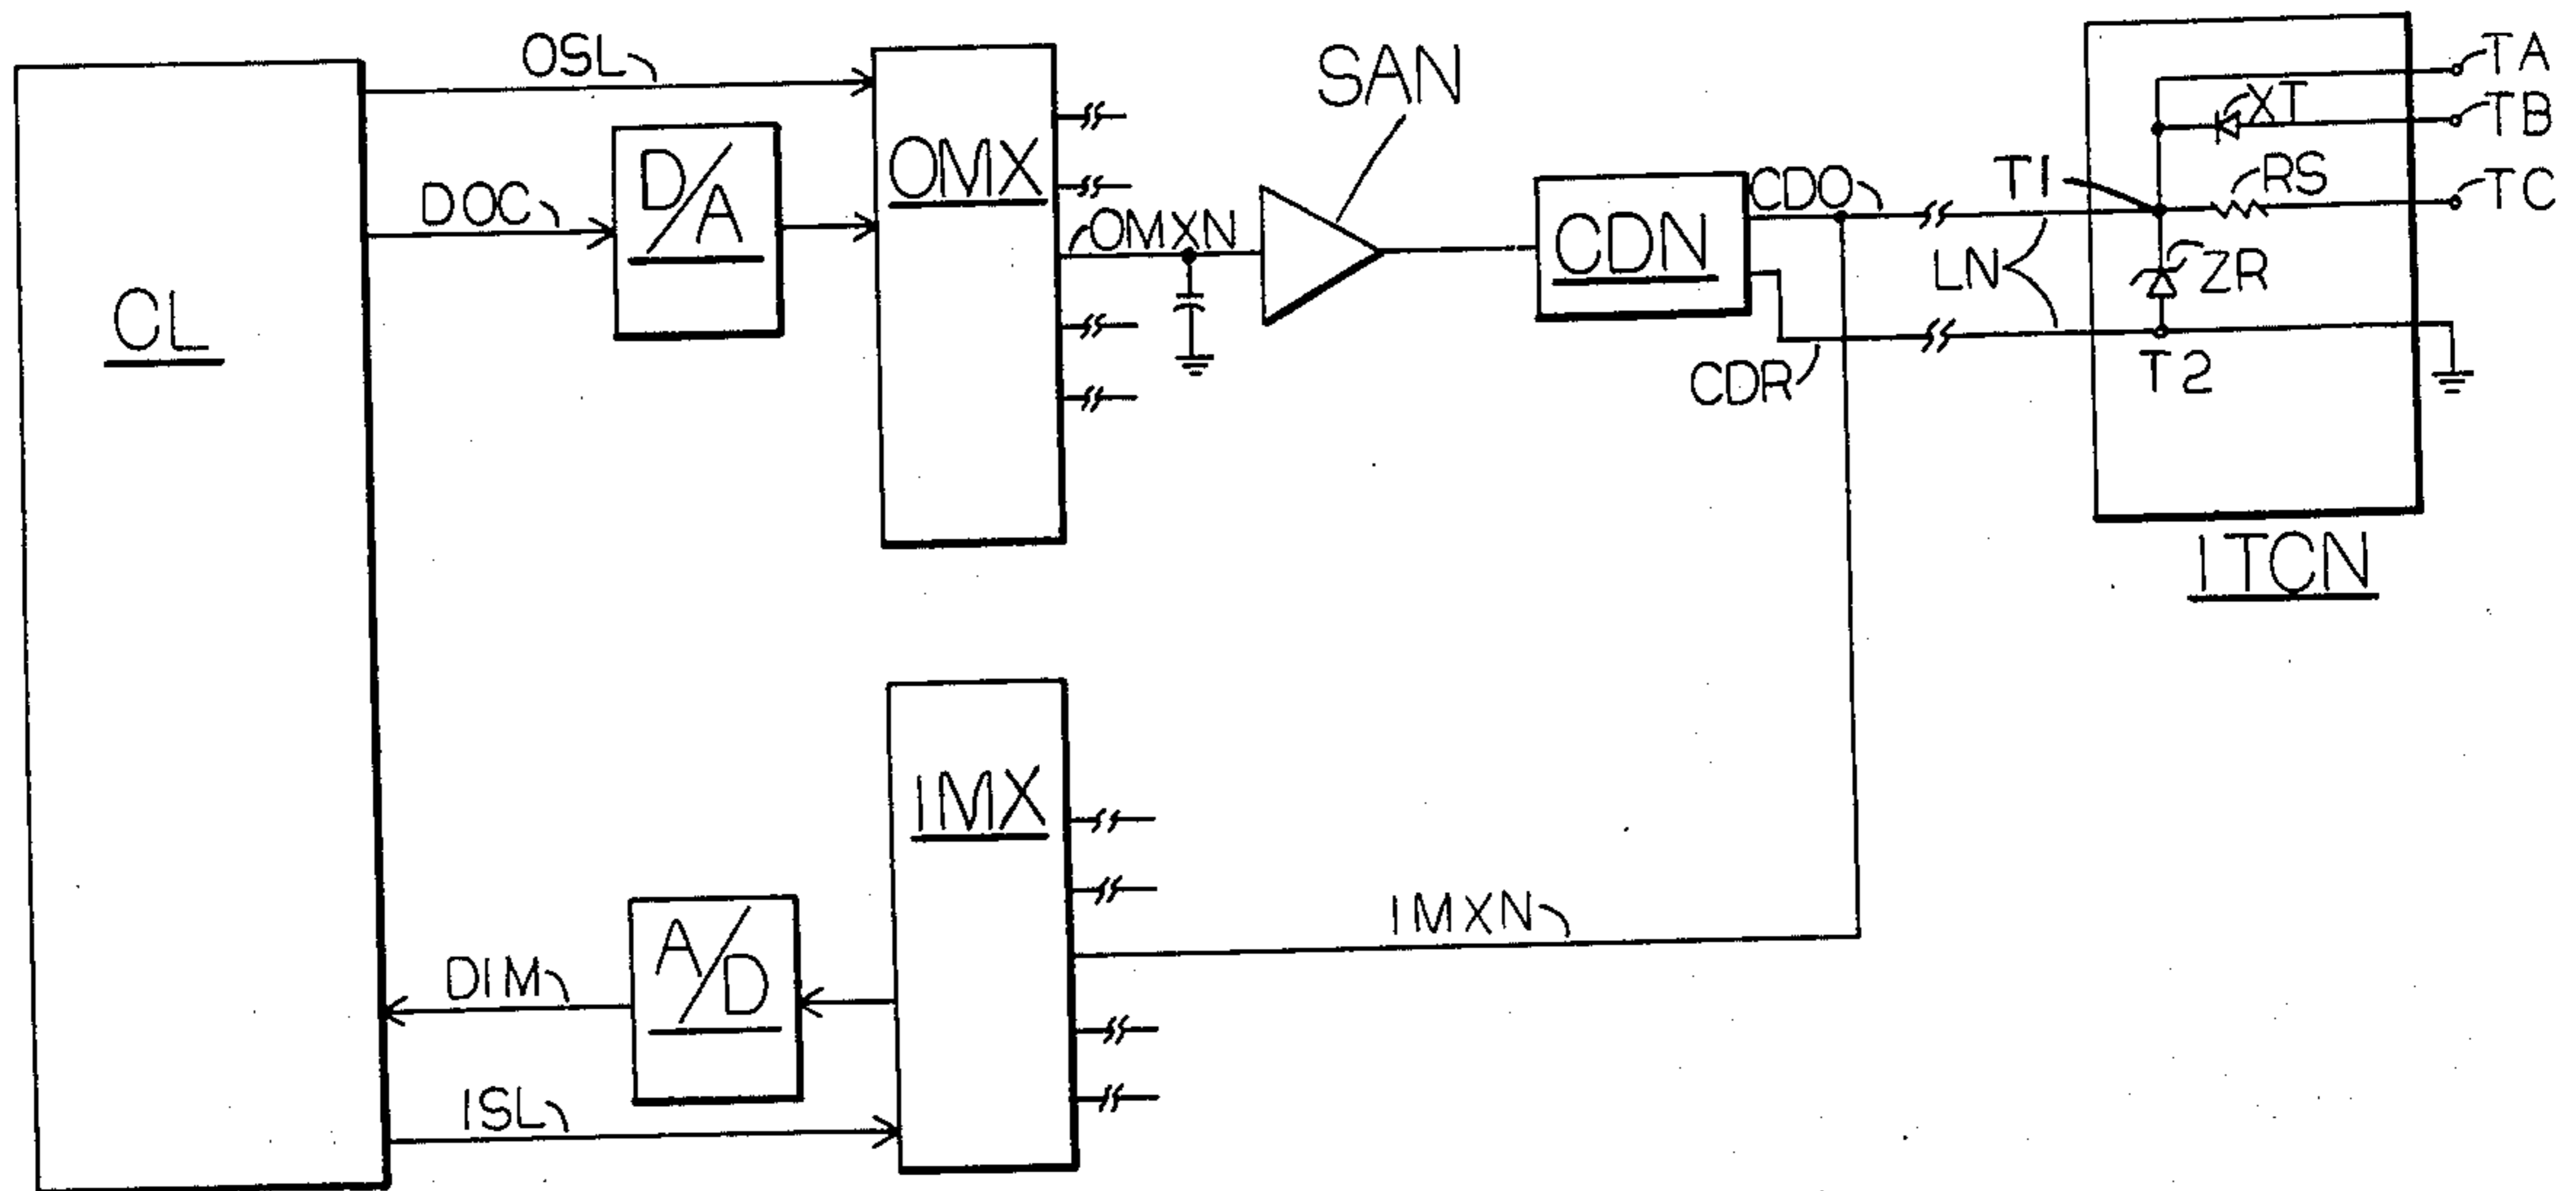 OSL
SAN
TA
XT
TB
D/A
OMX
DOC
T1
RS
TC
CDO
OMXN
CDN
LN
ZR
CL
CDR
T2
ITCN
IMX
IMXN
A/D
DIM
ISL